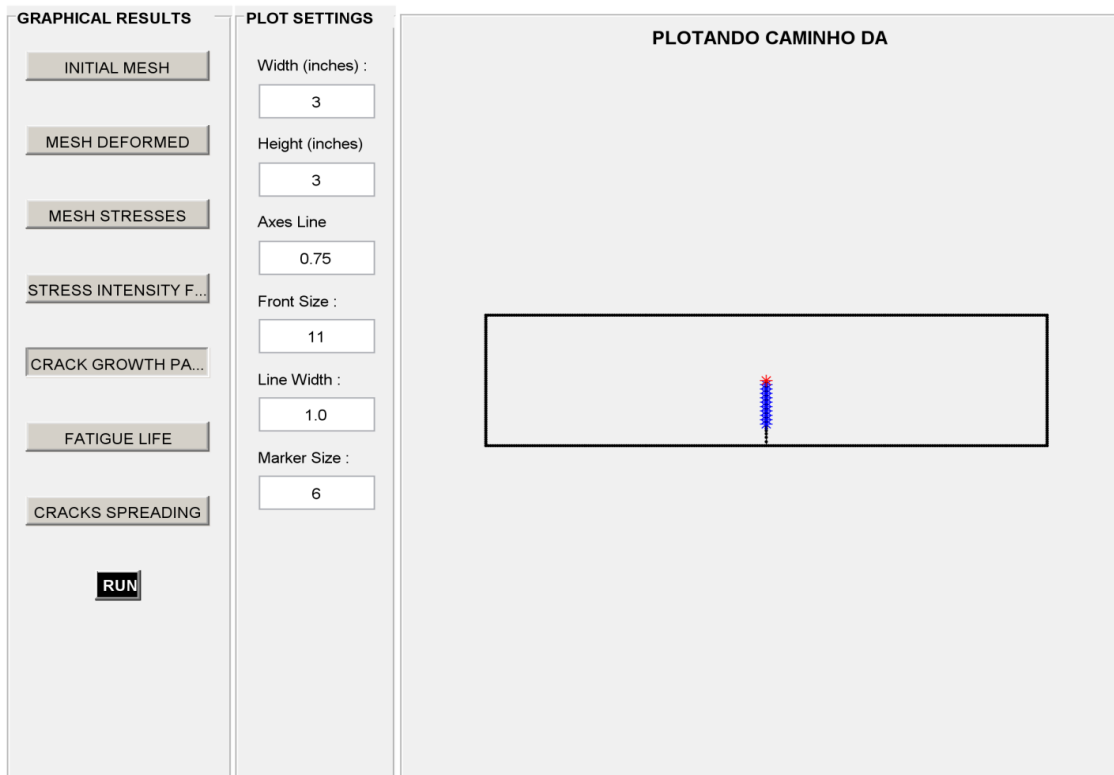 GRAPHICAL RESULTS
INITIAL MESH
MESH DEFORMED
MESH STRESSES
STRESS INTENSITY F...
CRACK GROWTH PA...
FATIGUE LIFE
CRACKS SPREADING
RUN
PLOT SETTINGS
Width (inches) :
3
Height (inches)
3
Axes Line
0.75
Front Size :
11
Line Width :
1.0
Marker Size :
6
PLOTANDO CAMINHO DA